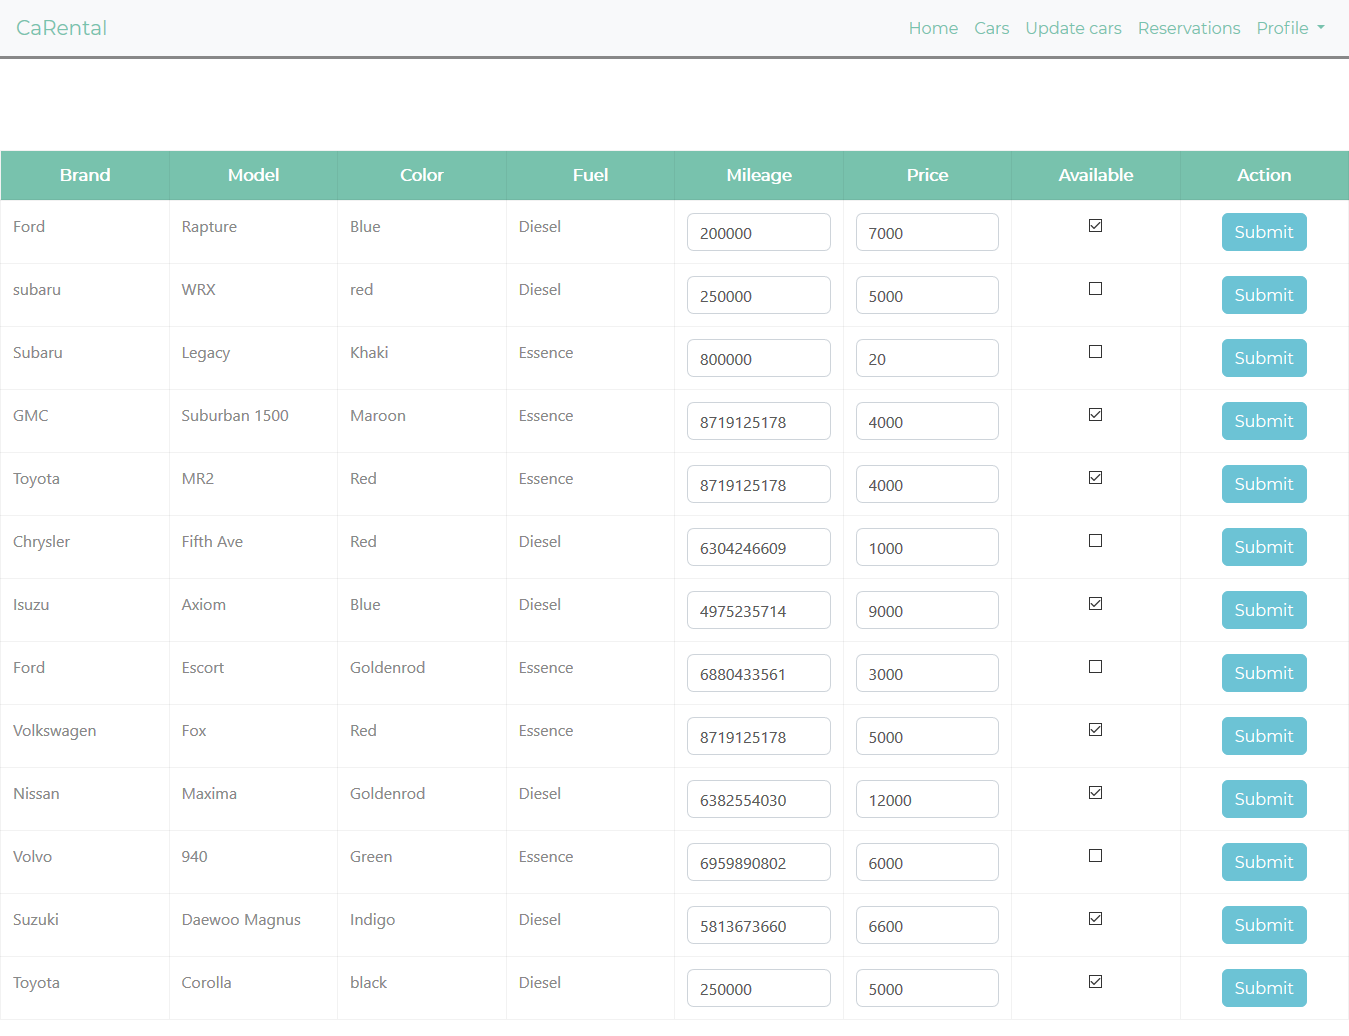 CaRental Home Cars Update cars Reservations Profile
Brand Model Color Fuel Mileage Price Available Action
Ford Rapture Blue Diesel 200000 7000 Submit
subaru WRX red Diesel 250000 5000 Submit
Subaru Legacy Khaki Essence 800000 20 Submit
GMC Suburban 1500 Maroon Essence 8719125178 4000 Submit
Toyota MR2 Red Essence 8719125178 4000 Submit
Chrysler Fifth Ave Red Diesel 6304246609 1000 Submit
Isuzu Axiom Blue Diesel 4975235714 9000 Submit
Ford Escort Goldenrod Essence 6880433561 3000 Submit
Volkswagen Fox Red Essence 8719125178 5000 Submit
Nissan Maxima Goldenrod Diesel 6382554030 12000 Submit
Volvo 940 Green Essence 6959890802 6000 Submit
Suzuki Daewoo Magnus Indigo Diesel 5813673660 6600 Submit
Toyota Corolla black Diesel 250000 5000 Submit